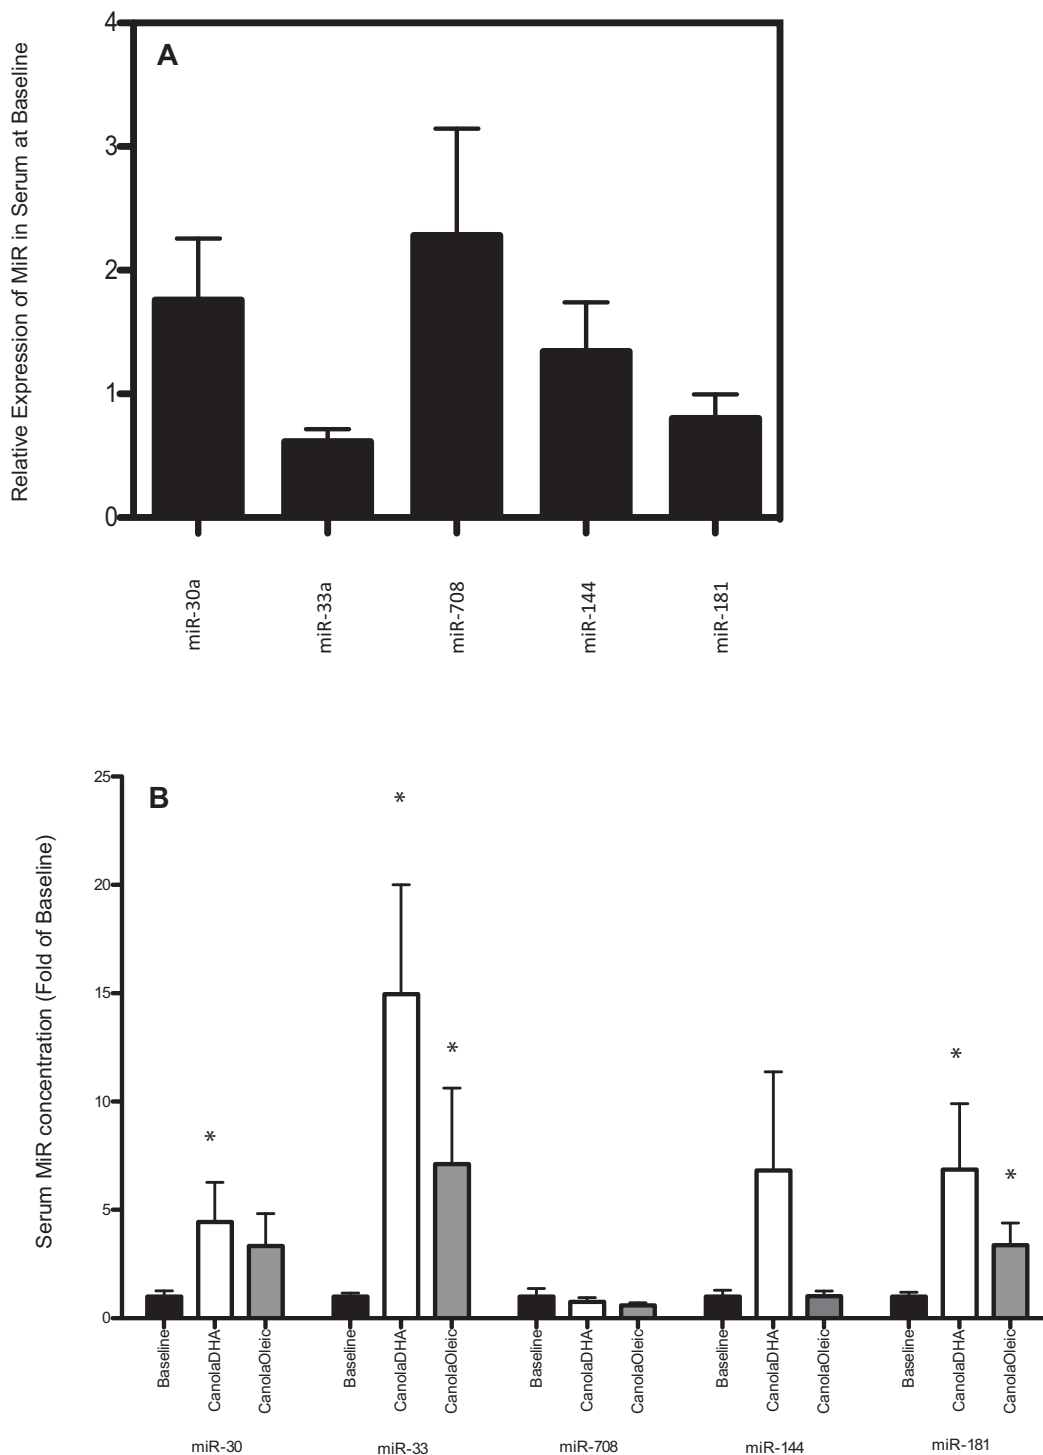 A
Relative Expression of MiR in Serum at Baseline
4
3
2
1
0
miR-30a
miR-33a
miR-708
miR-144
miR-181
B
Serum MiR concentration (Fold of Baseline)
25
20
15
10
5
0
*
*
*
*
*
Baseline
CanolaDHA
CanolaOleic
Baseline
CanolaDHA
CanolaOleic
Baseline
CanolaDHA
CanolaOleic
Baseline
CanolaDHA
CanolaOleic
Baseline
CanolaDHA
CanolaOleic
miR-30
miR-33
miR-708
miR-144
miR-181